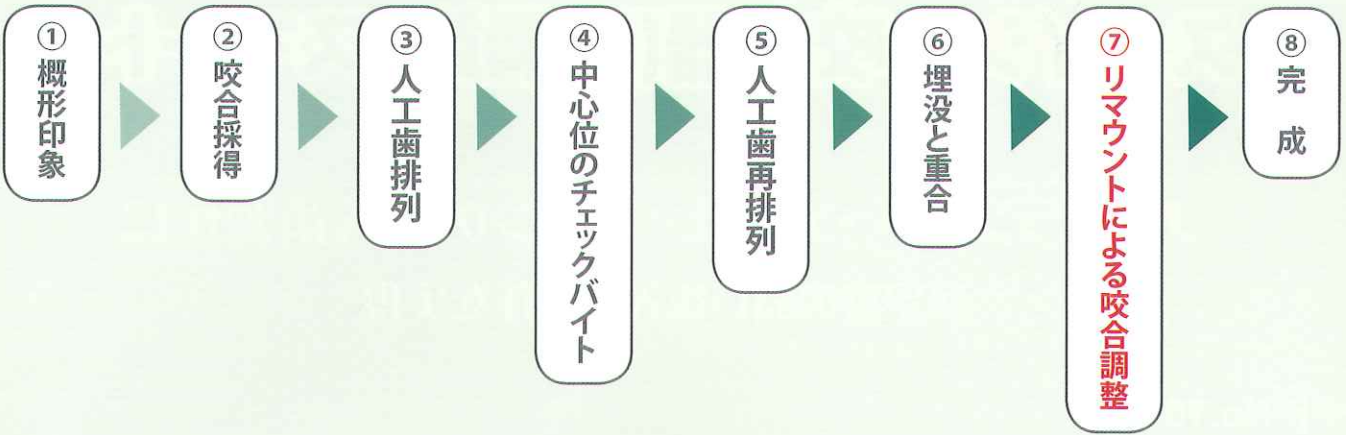 ① 概形印象
② 咬合採得
③ 人工歯排列
④ 中心位のチェックバイト
⑤ 人工歯再排列
⑥ 埋没と重合
⑦ リマウントによる咬合調整
⑧ 完成